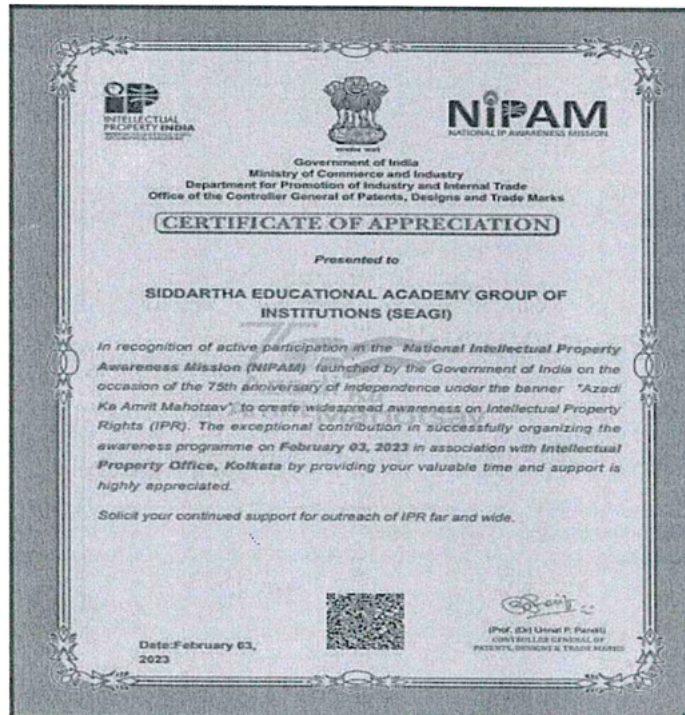 INTELLECTUAL
PROPERTY INDIA
सत्यमेव जयते
NiPAM
NATIONAL IP AWARENESS MISSION
Government of India
Ministry of Commerce and Industry
Department for Promotion of Industry and Internal Trade
Office of the Controller General of Patents, Designs and Trade Marks
CERTIFICATE OF APPRECIATION
Presented to
SIDDARTHA EDUCATIONAL ACADEMY GROUP OF
INSTITUTIONS (SEAGI)
In recognition of active participation in the National Intellectual Property
Awareness Mission (NIPAM) launched by the Government of India on the
occasion of the 75th anniversary of independence under the banner "Azadi
Ka Amrit Mahotsav" to create widespread awareness on Intellectual Property
Rights (IPR). The exceptional contribution in successfully organizing the
awareness programme on February 03, 2023 in association with Intellectual
Property Office, Kolkata by providing your valuable time and support is
highly appreciated.
Solicit your continued support for outreach of IPR far and wide.
(Prof. (Dr) Unnat P. Pandit)
CONTROLLER GENERAL OF
PATENTS, DESIGNS & TRADE MARKS
Date:February 03,
2023